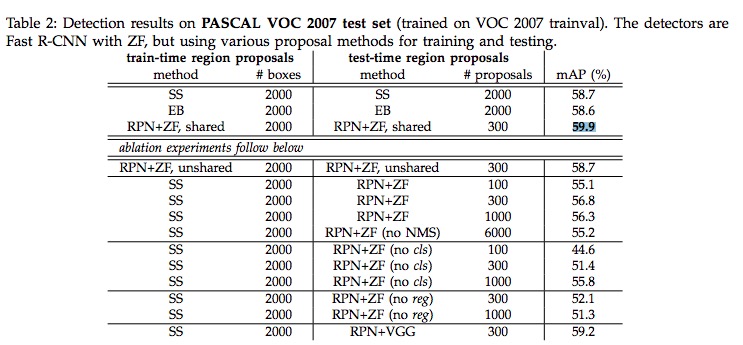 Table 2: Detection results on PASCAL VOC 2007 test set (trained on VOC 2007 trainval). The detectors are
Fast R-CNN with ZF, but using various proposal methods for training and testing.
train-time region proposals test-time region proposals
method # boxes method # proposals mAP (%)
SS 2000 SS 2000 58.7
EB 2000 EB 2000 58.6
RPN+ZF, shared 2000 RPN+ZF, shared 300 59.9
ablation experiments follow below
RPN+ZF, unshared 2000 RPN+ZF, unshared 300 58.7
SS 2000 RPN+ZF 100 55.1
SS 2000 RPN+ZF 300 56.8
SS 2000 RPN+ZF 1000 56.3
SS 2000 RPN+ZF (no NMS) 6000 55.2
SS 2000 RPN+ZF (no cls) 100 44.6
SS 2000 RPN+ZF (no cls) 300 51.4
SS 2000 RPN+ZF (no cls) 1000 55.8
SS 2000 RPN+ZF (no reg) 300 52.1
SS 2000 RPN+ZF (no reg) 1000 51.3
SS 2000 RPN+VGG 300 59.2